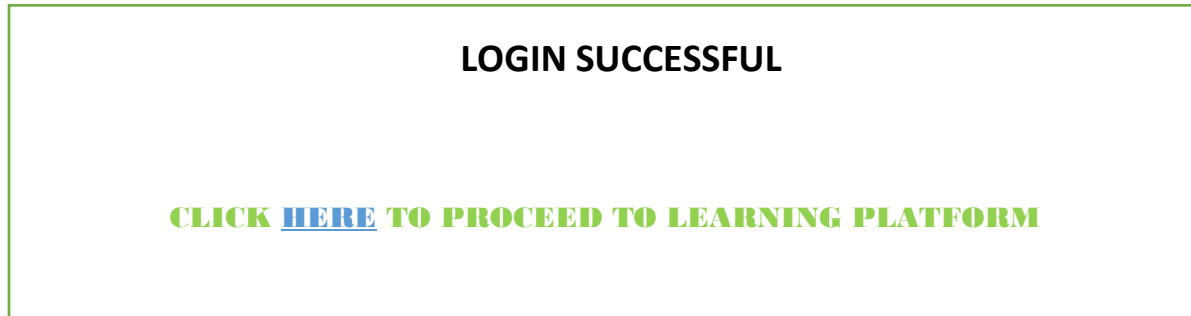 LOGIN SUCCESSFUL
CLICK HERE TO PROCEED TO LEARNING PLATFORM